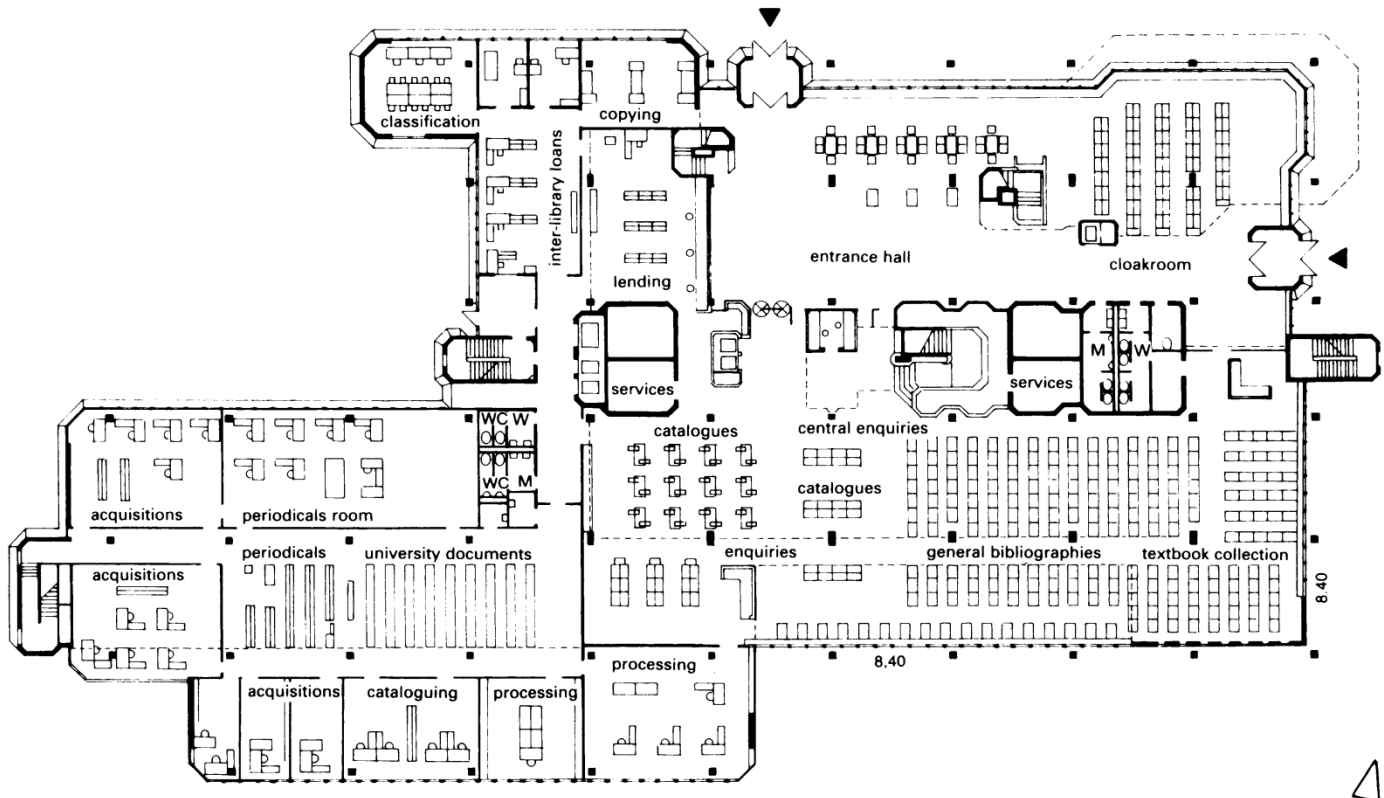 copying
classification
inter-library loans
entrance hall
cloakroom
lending
M
W
services
services
WC
W
catalogues
central enquiries
WC
M
catalogues
acquisitions
periodicals room
periodicals
university documents
enquiries
general bibliographies
textbook collection
acquisitions
8.40
8,40
processing
acquisitions
cataloguing
processing